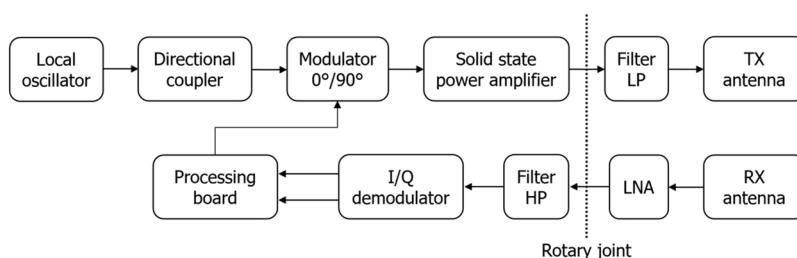 Local
oscillator
Directional
coupler
Modulator
0°/90°
Solid state
power amplifier
Filter
LP
TX
antenna
Processing
board
I/Q
demodulator
Filter
HP
LNA
RX
antenna
Rotary joint